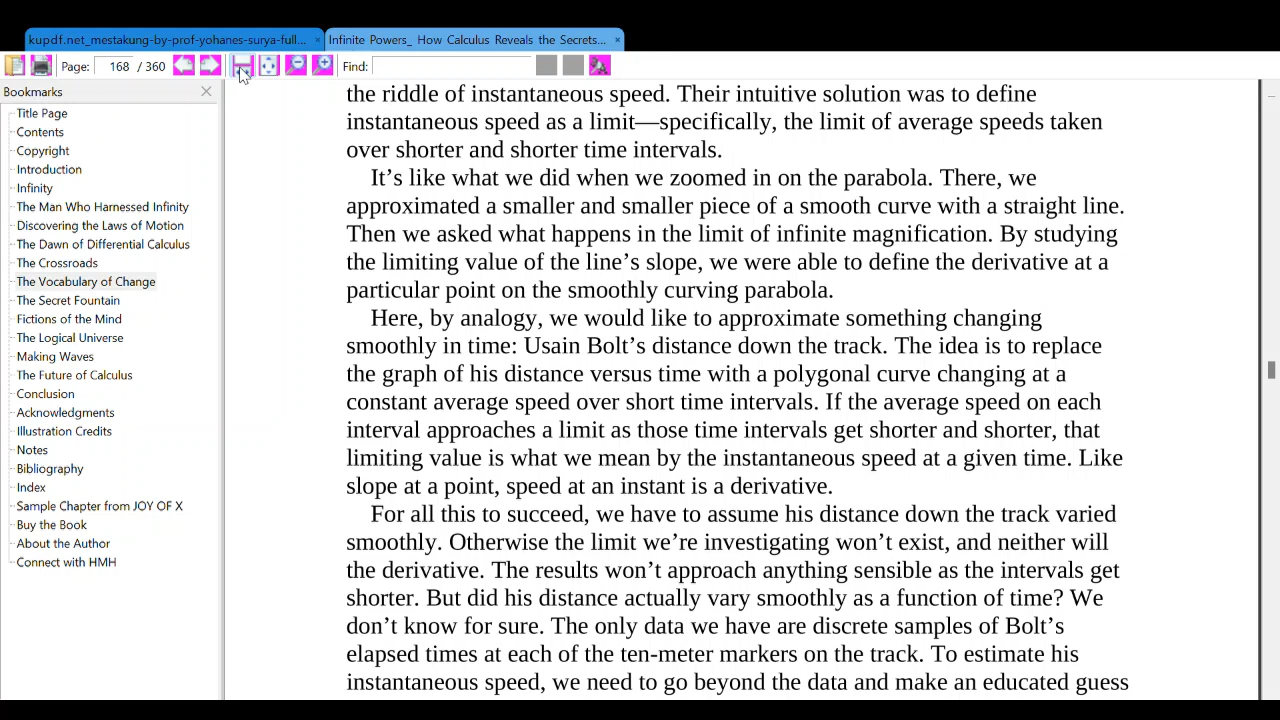 kupdf.net_mestakung-by-prof-yohanes-surya-full... ×
Infinite Powers_ How Calculus Reveals the Secrets... ×
Page: 168 / 360 Find:
Bookmarks
Title Page
Contents
Copyright
Introduction
Infinity
The Man Who Harnessed Infinity
Discovering the Laws of Motion
The Dawn of Differential Calculus
The Crossroads
The Vocabulary of Change
The Secret Fountain
Fictions of the Mind
The Logical Universe
Making Waves
The Future of Calculus
Conclusion
Acknowledgments
Illustration Credits
Notes
Bibliography
Index
Sample Chapter from JOY OF X
Buy the Book
About the Author
Connect with HMH
the riddle of instantaneous speed. Their intuitive solution was to define
instantaneous speed as a limit—specifically, the limit of average speeds taken
over shorter and shorter time intervals.
It’s like what we did when we zoomed in on the parabola. There, we
approximated a smaller and smaller piece of a smooth curve with a straight line.
Then we asked what happens in the limit of infinite magnification. By studying
the limiting value of the line’s slope, we were able to define the derivative at a
particular point on the smoothly curving parabola.
Here, by analogy, we would like to approximate something changing
smoothly in time: Usain Bolt’s distance down the track. The idea is to replace
the graph of his distance versus time with a polygonal curve changing at a
constant average speed over short time intervals. If the average speed on each
interval approaches a limit as those time intervals get shorter and shorter, that
limiting value is what we mean by the instantaneous speed at a given time. Like
slope at a point, speed at an instant is a derivative.
For all this to succeed, we have to assume his distance down the track varied
smoothly. Otherwise the limit we’re investigating won’t exist, and neither will
the derivative. The results won’t approach anything sensible as the intervals get
shorter. But did his distance actually vary smoothly as a function of time? We
don’t know for sure. The only data we have are discrete samples of Bolt’s
elapsed times at each of the ten-meter markers on the track. To estimate his
instantaneous speed, we need to go beyond the data and make an educated guess